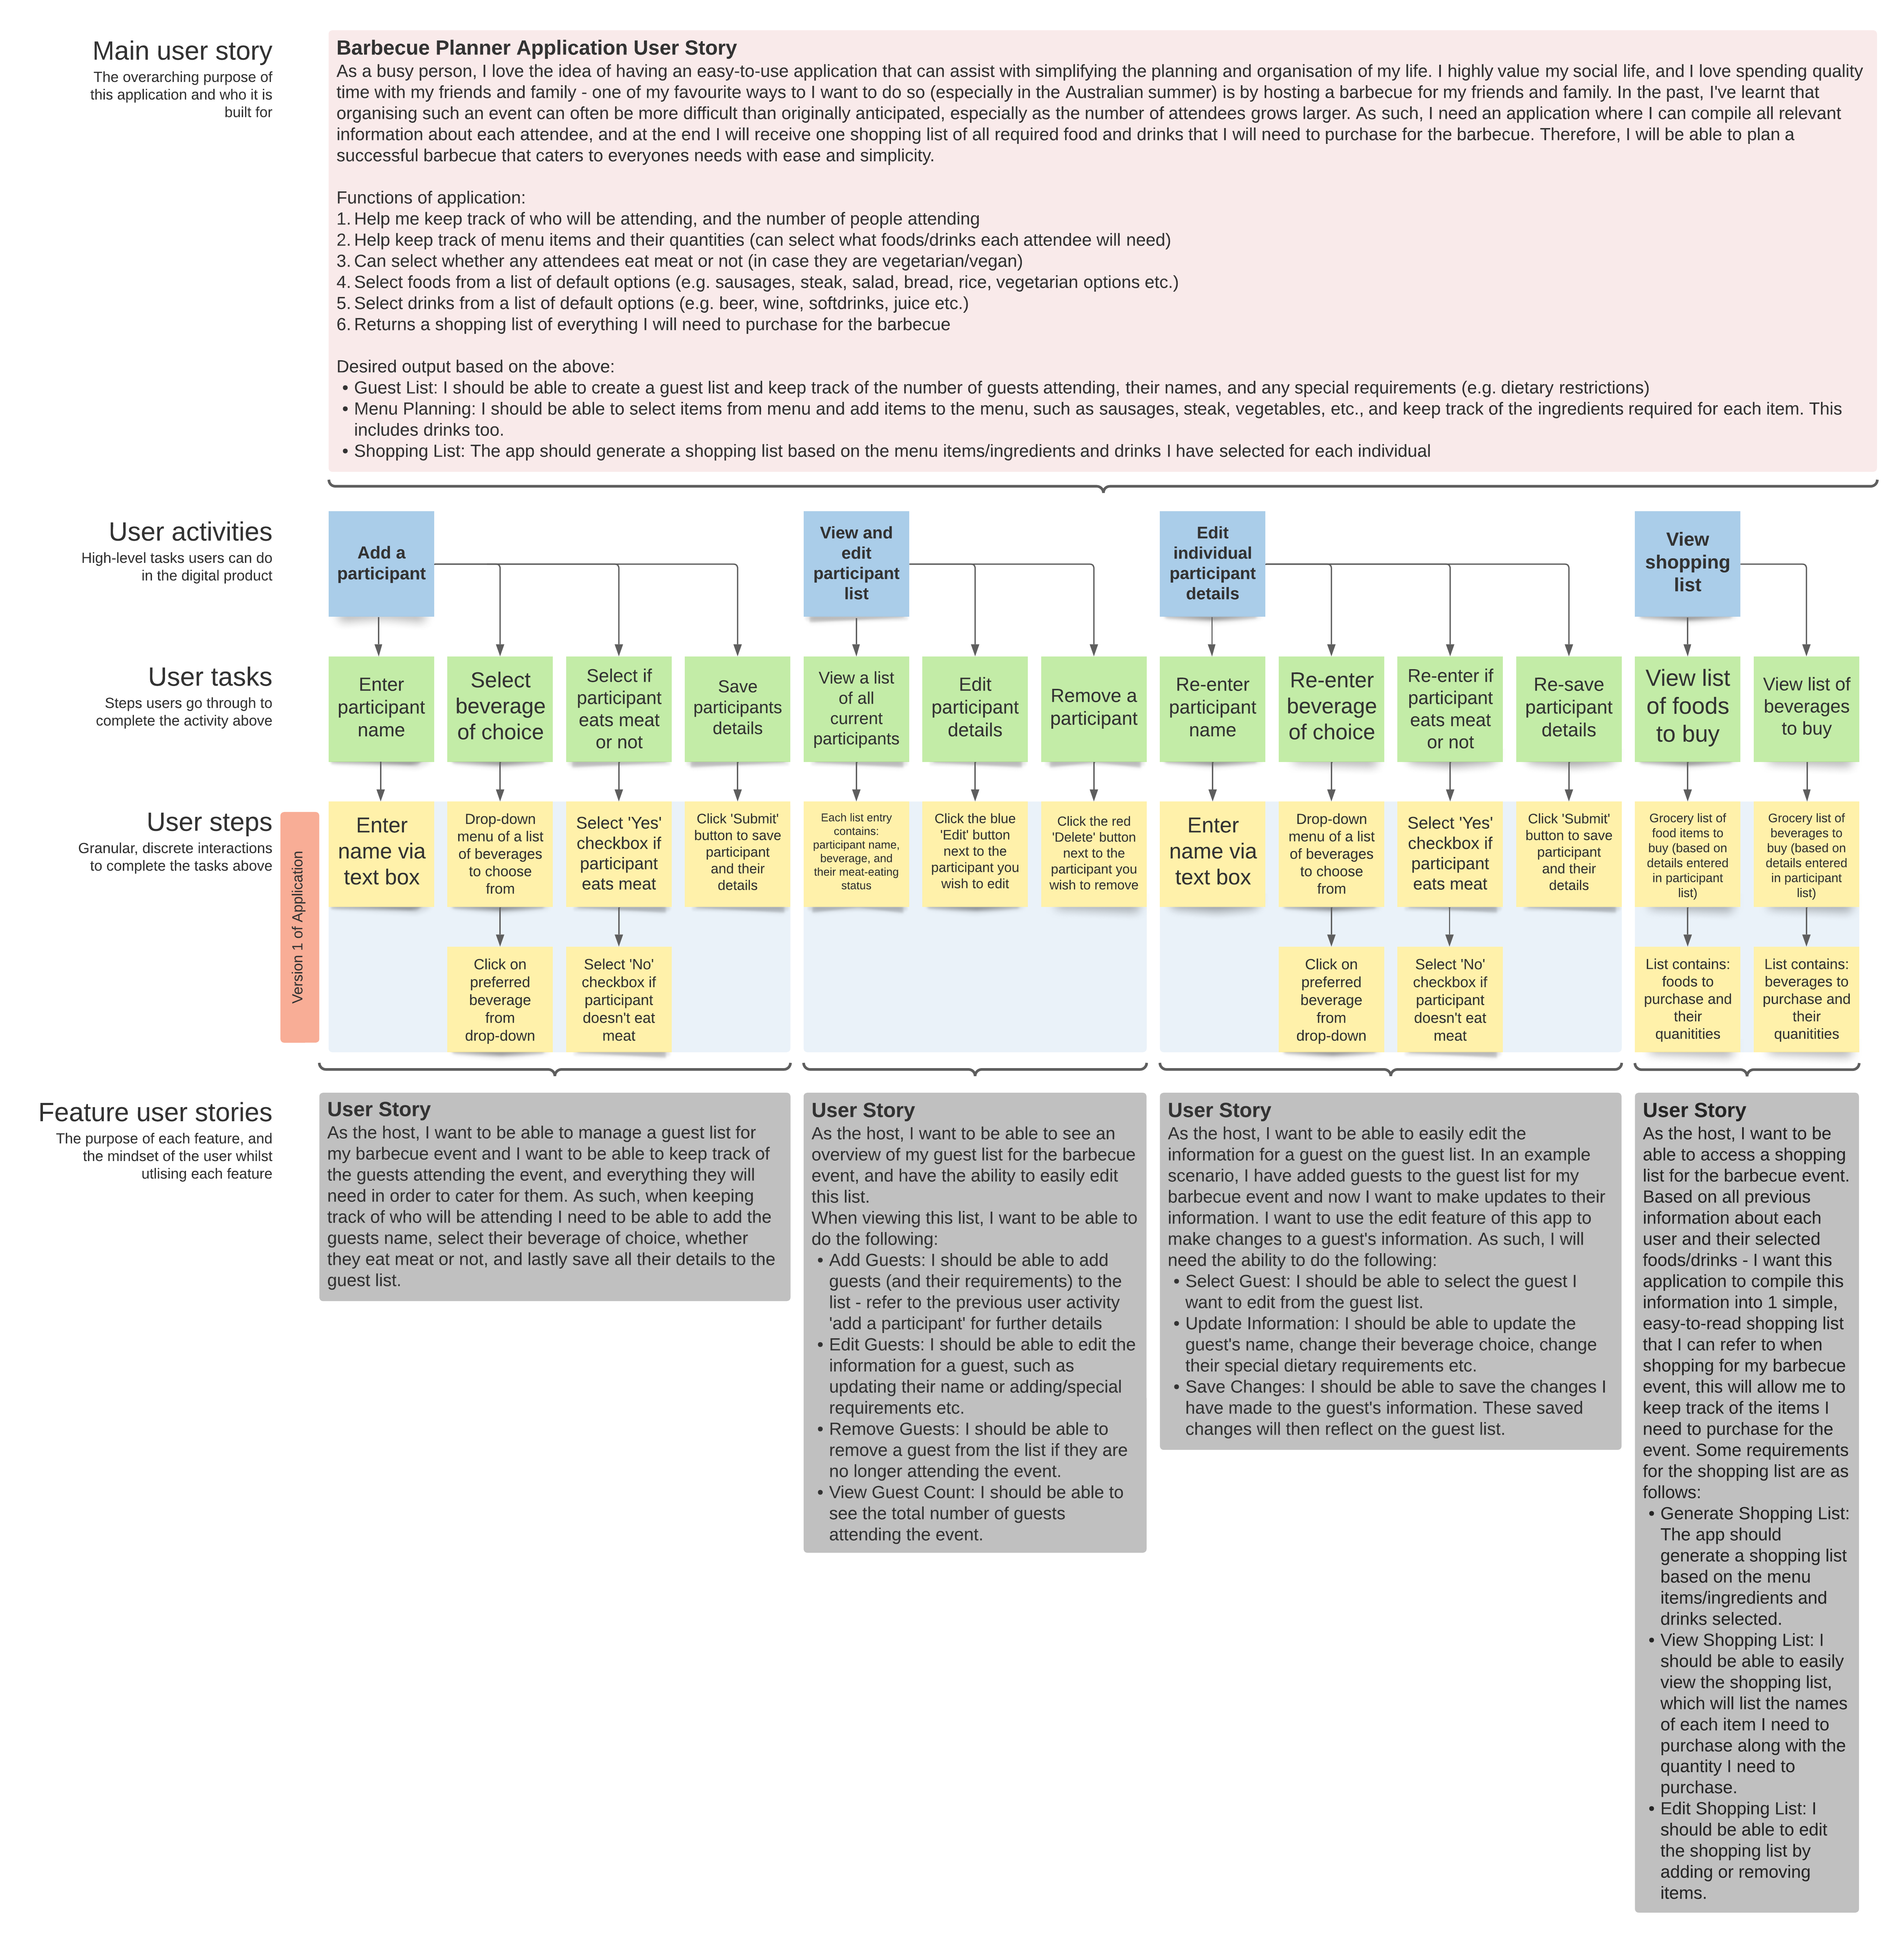 Main user story
The overarching purpose of
this application and who it is
built for
Barbecue Planner Application User Story
As a busy person, I love the idea of having an easy-to-use application that can assist with simplifying the planning and organisation of my life. I highly value my social life, and I love spending quality
time with my friends and family - one of my favourite ways to I want to do so (especially in the Australian summer) is by hosting a barbecue for my friends and family. In the past, I've learnt that
organising such an event can often be more difficult than originally anticipated, especially as the number of attendees grows larger. As such, I need an application where I can compile all relevant
information about each attendee, and at the end I will receive one shopping list of all required food and drinks that I will need to purchase for the barbecue. Therefore, I will be able to plan a
successful barbecue that caters to everyones needs with ease and simplicity.
Functions of application:
1. Help me keep track of who will be attending, and the number of people attending
2. Help keep track of menu items and their quantities (can select what foods/drinks each attendee will need)
3. Can select whether any attendees eat meat or not (in case they are vegetarian/vegan)
4. Select foods from a list of default options (e.g. sausages, steak, salad, bread, rice, vegetarian options etc.)
5. Select drinks from a list of default options (e.g. beer, wine, softdrinks, juice etc.)
6. Returns a shopping list of everything I will need to purchase for the barbecue
Desired output based on the above:
• Guest List: I should be able to create a guest list and keep track of the number of guests attending, their names, and any special requirements (e.g. dietary restrictions)
• Menu Planning: I should be able to select items from menu and add items to the menu, such as sausages, steak, vegetables, etc., and keep track of the ingredients required for each item. This
includes drinks too.
• Shopping List: The app should generate a shopping list based on the menu items/ingredients and drinks I have selected for each individual
User activities
High-level tasks users can do
in the digital product
Add a
participant
View and
edit
participant
list
Edit
individual
participant
details
View
shopping
list
User tasks
Steps users go through to
complete the activity above
Enter
participant
name
Select
beverage
of choice
Select if
participant
eats meat
or not
Save
participants
details
View a list
of all
current
participants
Edit
participant
details
Remove a
participant
Re-enter
participant
name
Re-enter
beverage
of choice
Re-enter if
participant
eats meat
or not
Re-save
participant
details
View list
of foods
to buy
View list of
beverages
to buy
User steps
Granular, discrete interactions
to complete the tasks above
Version 1 of Application
Enter
name via
text box
Drop-down
menu of a list
of beverages
to choose
from
Select 'Yes'
checkbox if
participant
eats meat
Click 'Submit'
button to save
participant
and their
details
Each list entry
contains:
participant name,
beverage, and
their meat-eating
status
Click the blue
'Edit' button
next to the
participant you
wish to edit
Click the red
'Delete' button
next to the
participant you
wish to remove
Enter
name via
text box
Drop-down
menu of a list
of beverages
to choose
from
Select 'Yes'
checkbox if
participant
eats meat
Click 'Submit'
button to save
participant
and their
details
Grocery list of
food items to
buy (based on
details entered
in participant
list)
Grocery list of
beverages to
buy (based on
details entered
in participant
list)
Click on
preferred
beverage
from
drop-down
Select 'No'
checkbox if
participant
doesn't eat
meat
Click on
preferred
beverage
from
drop-down
Select 'No'
checkbox if
participant
doesn't eat
meat
List contains:
foods to
purchase and
their
quanitities
List contains:
beverages to
purchase and
their
quanitities
Feature user stories
The purpose of each feature, and
the mindset of the user whilst
utlising each feature
User Story
As the host, I want to be able to manage a guest list for
my barbecue event and I want to be able to keep track of
the guests attending the event, and everything they will
need in order to cater for them. As such, when keeping
track of who will be attending I need to be able to add the
guests name, select their beverage of choice, whether
they eat meat or not, and lastly save all their details to the
guest list.
User Story
As the host, I want to be able to see an
overview of my guest list for the barbecue
event, and have the ability to easily edit
this list.
When viewing this list, I want to be able to
do the following:
• Add Guests: I should be able to add
guests (and their requirements) to the
list - refer to the previous user activity
'add a participant' for further details
• Edit Guests: I should be able to edit the
information for a guest, such as
updating their name or adding/special
requirements etc.
• Remove Guests: I should be able to
remove a guest from the list if they are
no longer attending the event.
• View Guest Count: I should be able to
see the total number of guests
attending the event.
User Story
As the host, I want to be able to easily edit the
information for a guest on the guest list. In an example
scenario, I have added guests to the guest list for my
barbecue event and now I want to make updates to their
information. I want to use the edit feature of this app to
make changes to a guest's information. As such, I will
need the ability to do the following:
• Select Guest: I should be able to select the guest I
want to edit from the guest list.
• Update Information: I should be able to update the
guest's name, change their beverage choice, change
their special dietary requirements etc.
• Save Changes: I should be able to save the changes I
have made to the guest's information. These saved
changes will then reflect on the guest list.
User Story
As the host, I want to be
able to access a shopping
list for the barbecue event.
Based on all previous
information about each
user and their selected
foods/drinks - I want this
application to compile this
information into 1 simple,
easy-to-read shopping list
that I can refer to when
shopping for my barbecue
event, this will allow me to
keep track of the items I
need to purchase for the
event. Some requirements
for the shopping list are as
follows:
• Generate Shopping List:
The app should
generate a shopping list
based on the menu
items/ingredients and
drinks selected.
• View Shopping List: I
should be able to easily
view the shopping list,
which will list the names
of each item I need to
purchase along with the
quantity I need to
purchase.
• Edit Shopping List: I
should be able to edit
the shopping list by
adding or removing
items.